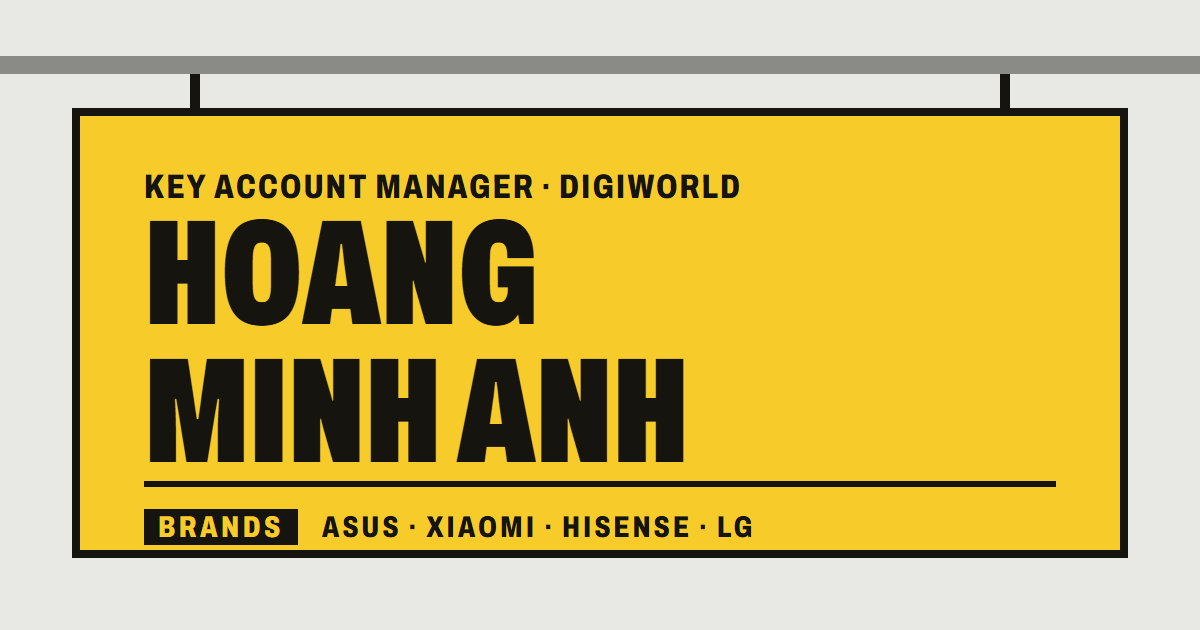 KEY ACCOUNT MANAGER · DIGIWORLD
HOANG
MINH ANH
BRANDS ASUS · XIAOMI · HISENSE · LG